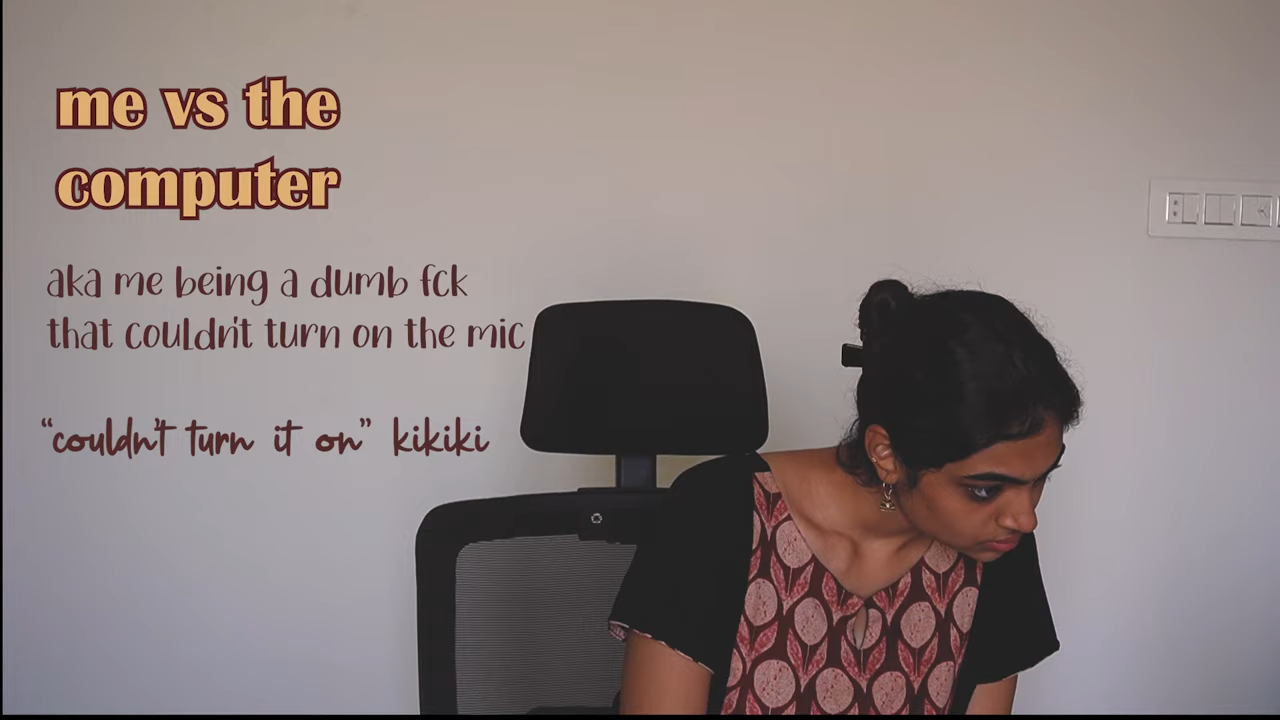 me vs the
computer
aka me being a dumb fck
that couldn't turn on the mic
“couldn't turn it on” kikiki